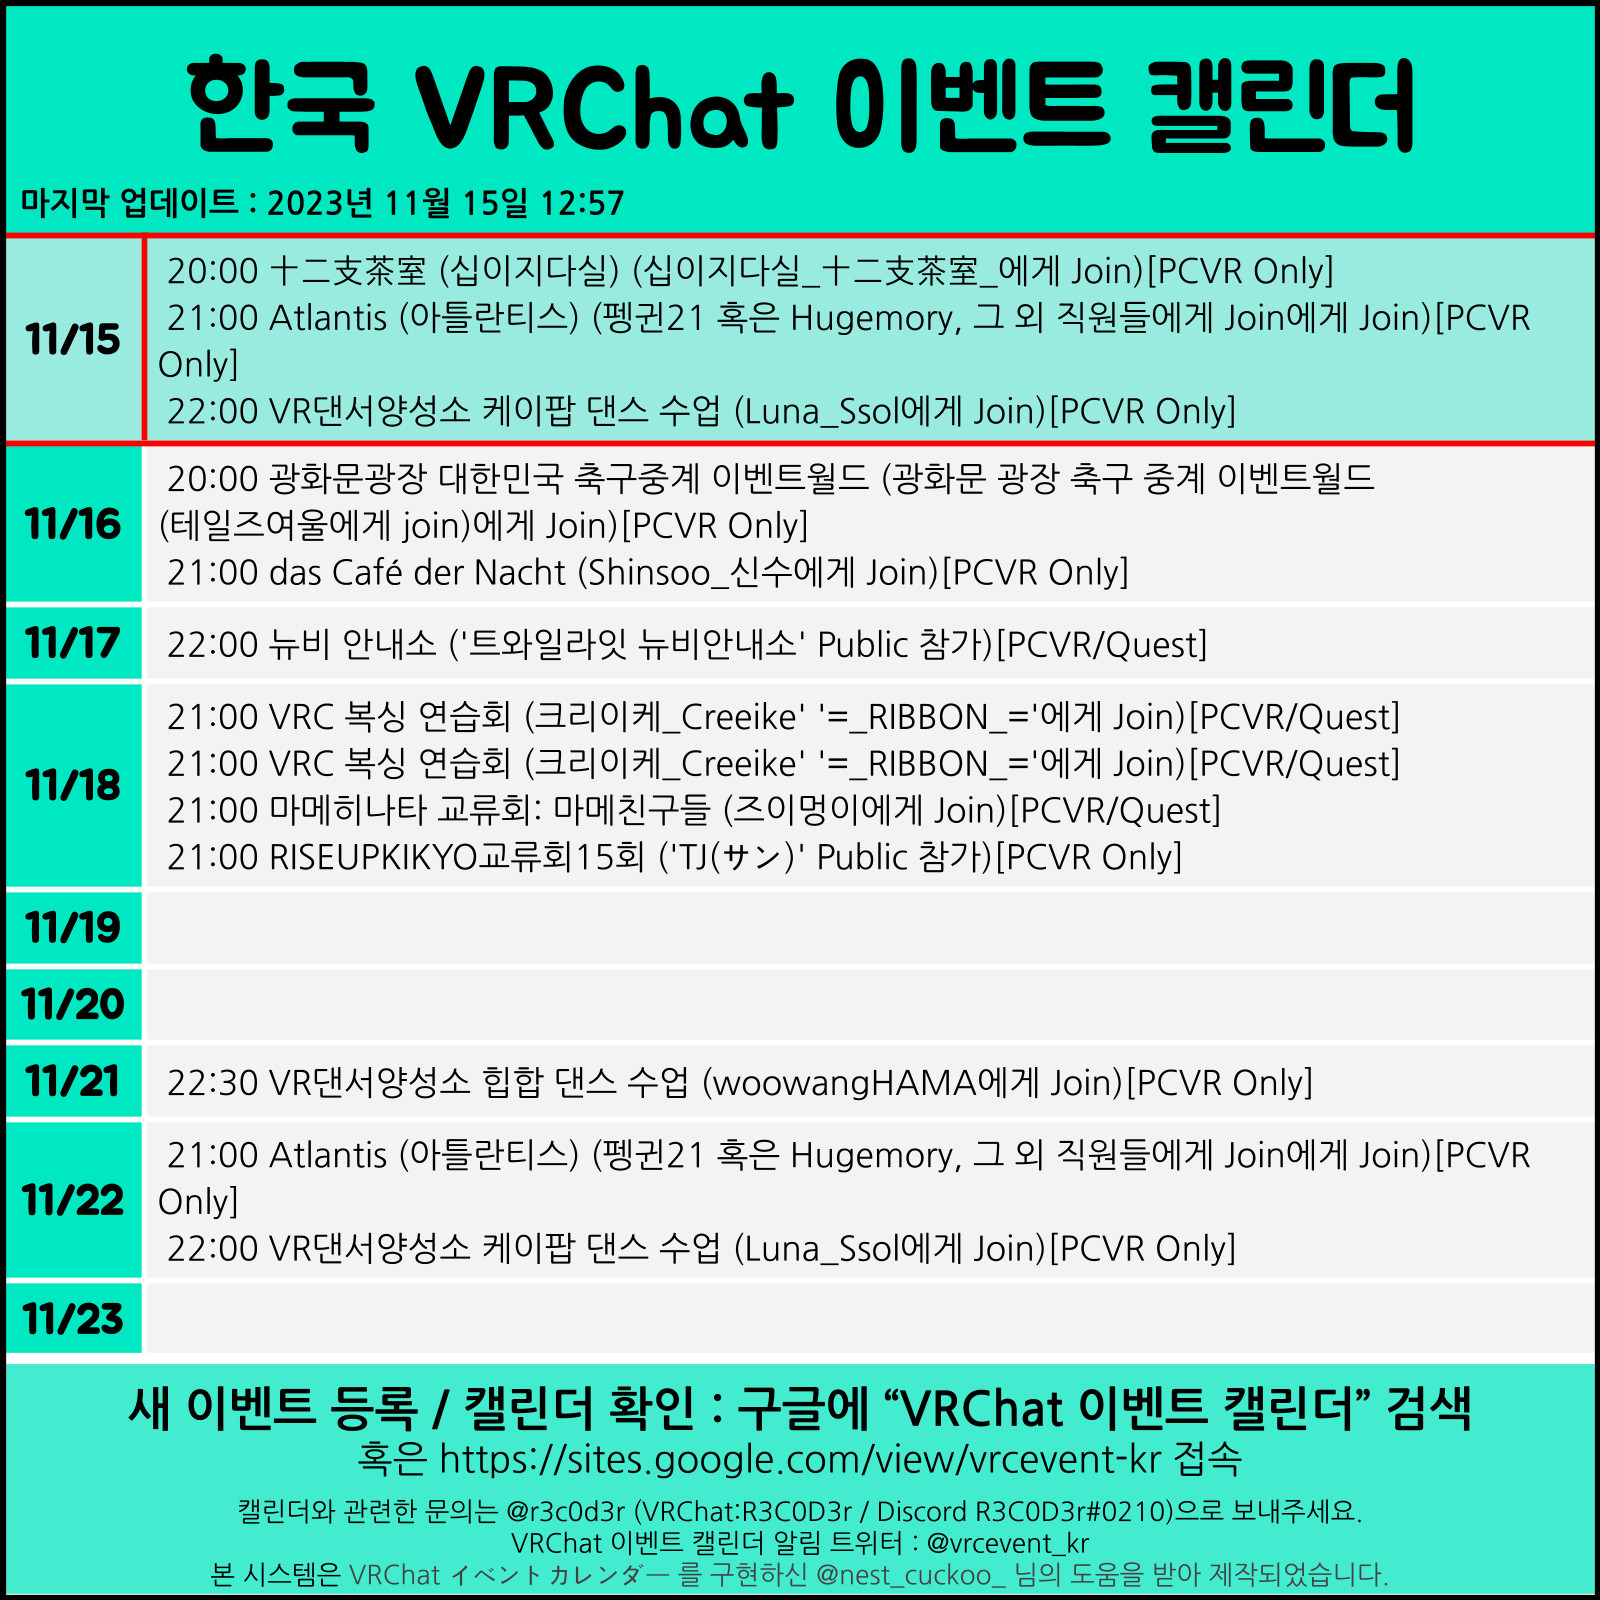 한국 VRChat 이벤트 캘린더
마지막 업데이트 : 2023년 11월 15일 12:57
11/15
20:00 十二支茶室 (십이지다실) (십이지다실_十二支茶室_에게 Join)[PCVR Only]
21:00 Atlantis (아틀란티스) (펭귄21 혹은 Hugemory, 그 외 직원들에게 Join에게 Join)[PCVR
Only]
22:00 VR댄서양성소 케이팝 댄스 수업 (Luna_Ssol에게 Join)[PCVR Only]
11/16
20:00 광화문광장 대한민국 축구중계 이벤트월드 (광화문 광장 축구 중계 이벤트월드
(테일즈여울에게 join)에게 Join)[PCVR Only]
21:00 das Café der Nacht (Shinsoo_신수에게 Join)[PCVR Only]
11/17
22:00 뉴비 안내소 ('트와일라잇 뉴비안내소' Public 참가)[PCVR/Quest]
11/18
21:00 VRC 복싱 연습회 (크리이케_Creeike' '=_RIBBON_='에게 Join)[PCVR/Quest]
21:00 VRC 복싱 연습회 (크리이케_Creeike' '=_RIBBON_='에게 Join)[PCVR/Quest]
21:00 마메히나타 교류회: 마메친구들 (즈이멍이에게 Join)[PCVR/Quest]
21:00 RISEUPKIKYO교류회15회 ('TJ(サン)' Public 참가)[PCVR Only]
11/19
11/20
11/21
22:30 VR댄서양성소 힙합 댄스 수업 (woowangHAMA에게 Join)[PCVR Only]
11/22
21:00 Atlantis (아틀란티스) (펭귄21 혹은 Hugemory, 그 외 직원들에게 Join에게 Join)[PCVR
Only]
22:00 VR댄서양성소 케이팝 댄스 수업 (Luna_Ssol에게 Join)[PCVR Only]
11/23
새 이벤트 등록 / 캘린더 확인 : 구글에 “VRChat 이벤트 캘린더” 검색
혹은 https://sites.google.com/view/vrcevent-kr 접속
캘린더와 관련한 문의는 @r3c0d3r (VRChat:R3C0D3r / Discord R3C0D3r#0210)으로 보내주세요.
VRChat 이벤트 캘린더 알림 트위터 : @vrcevent_kr
본 시스템은 VRChat イベントカレンダー 를 구현하신 @nest_cuckoo_ 님의 도움을 받아 제작되었습니다.